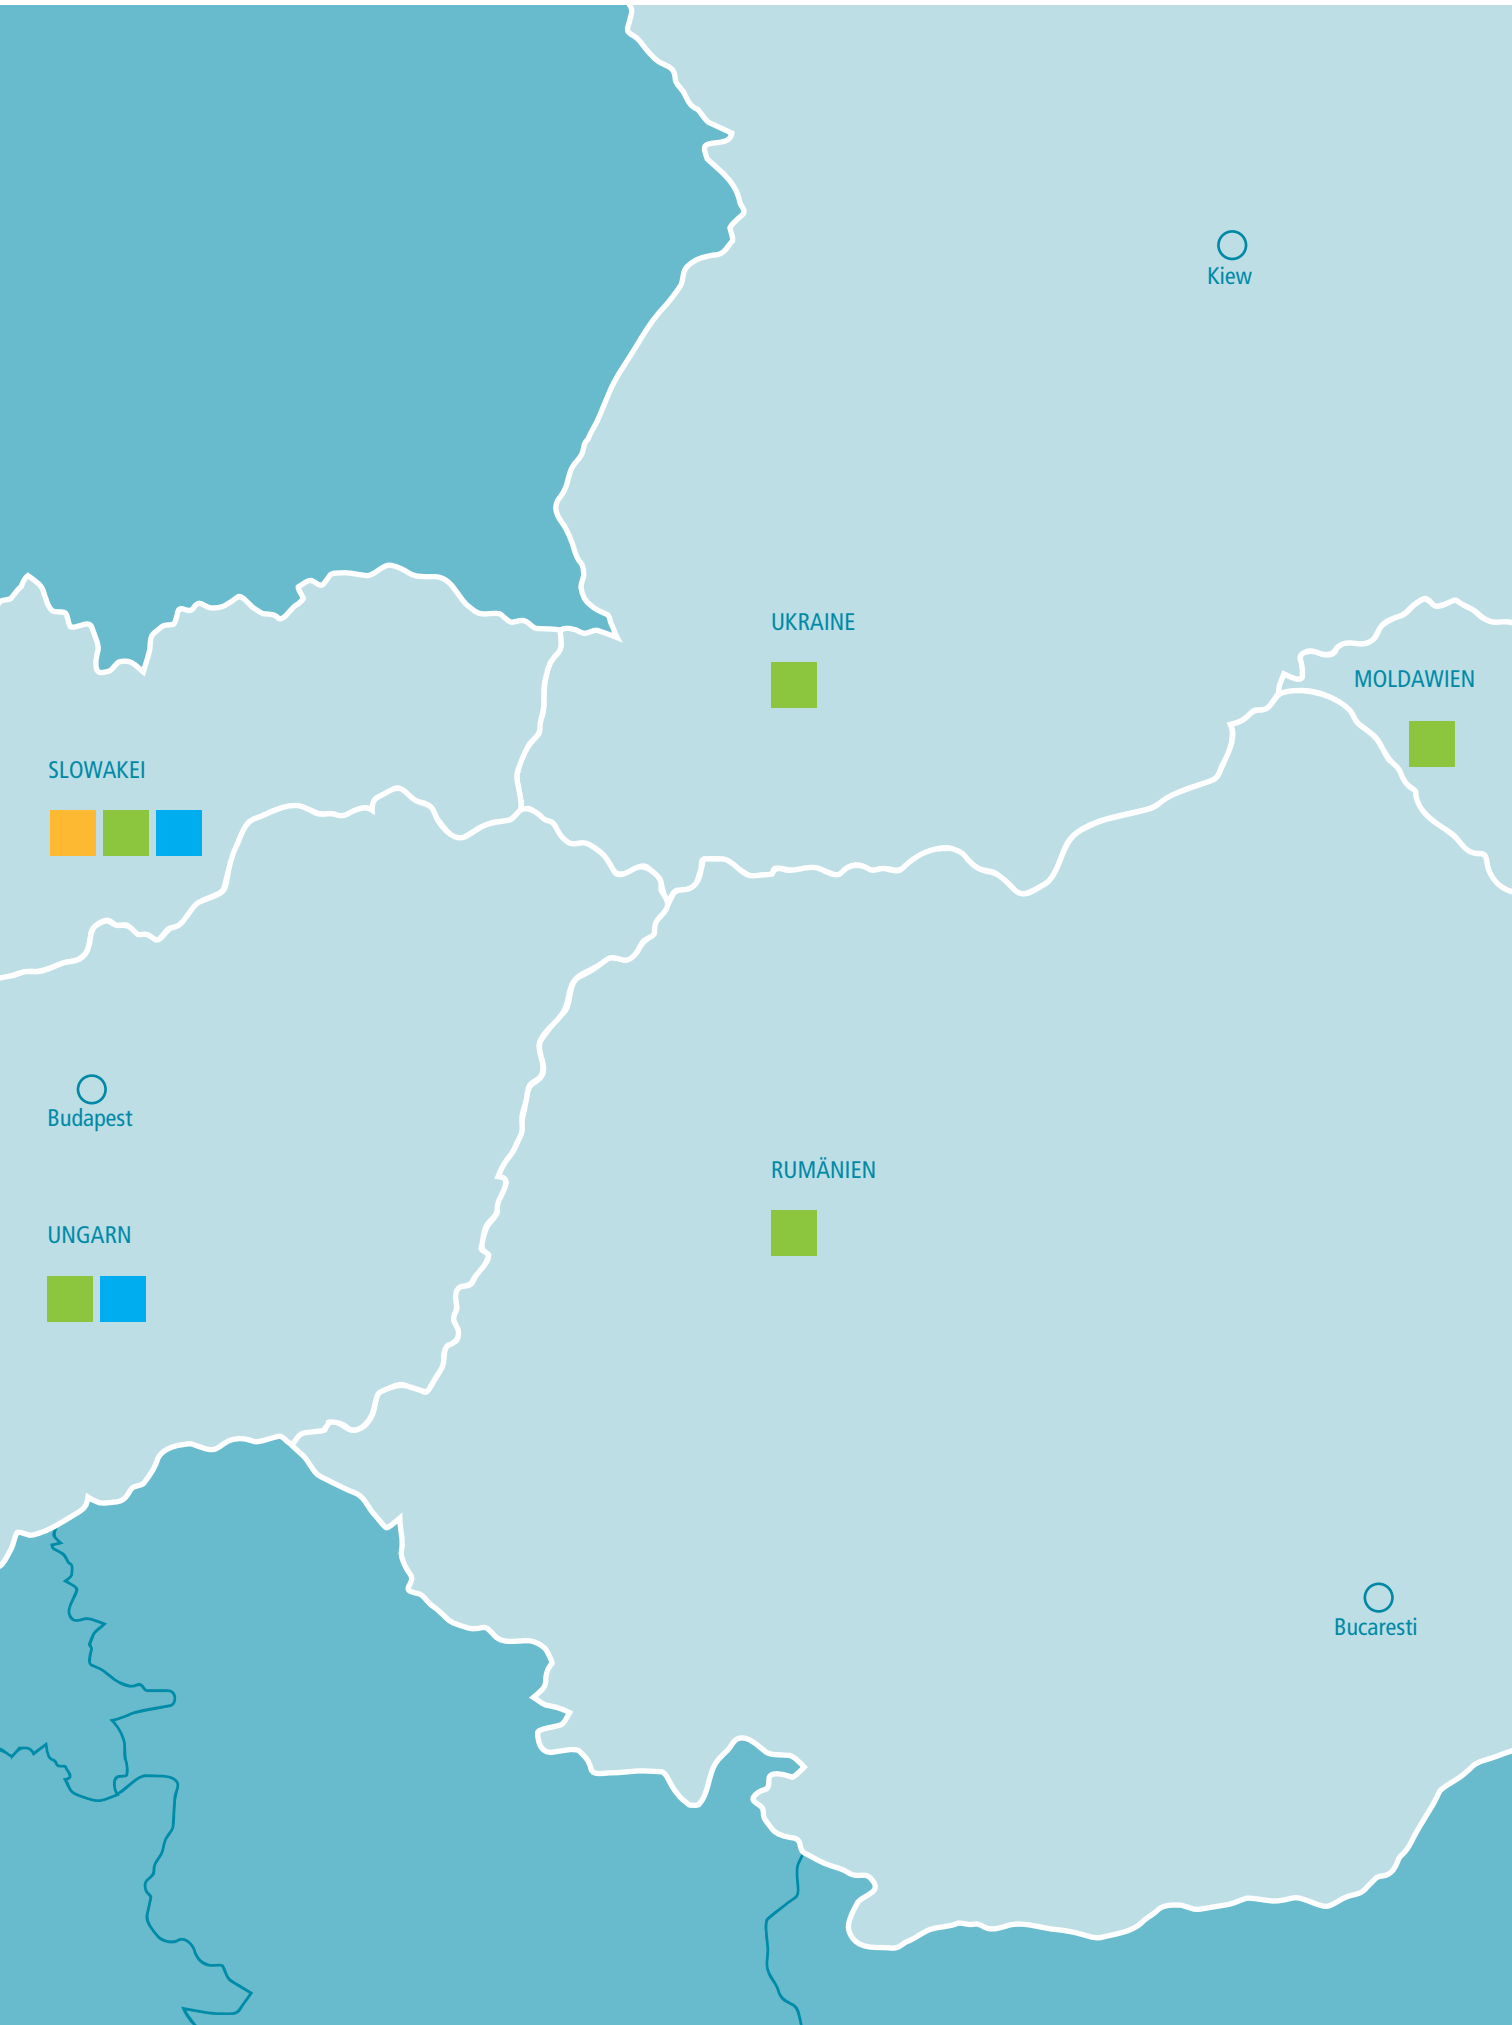 Kiew
UKRAINE
MOLDAWIEN
SLOWAKEI
Budapest
RUMÄNIEN
UNGARN
Bucaresti